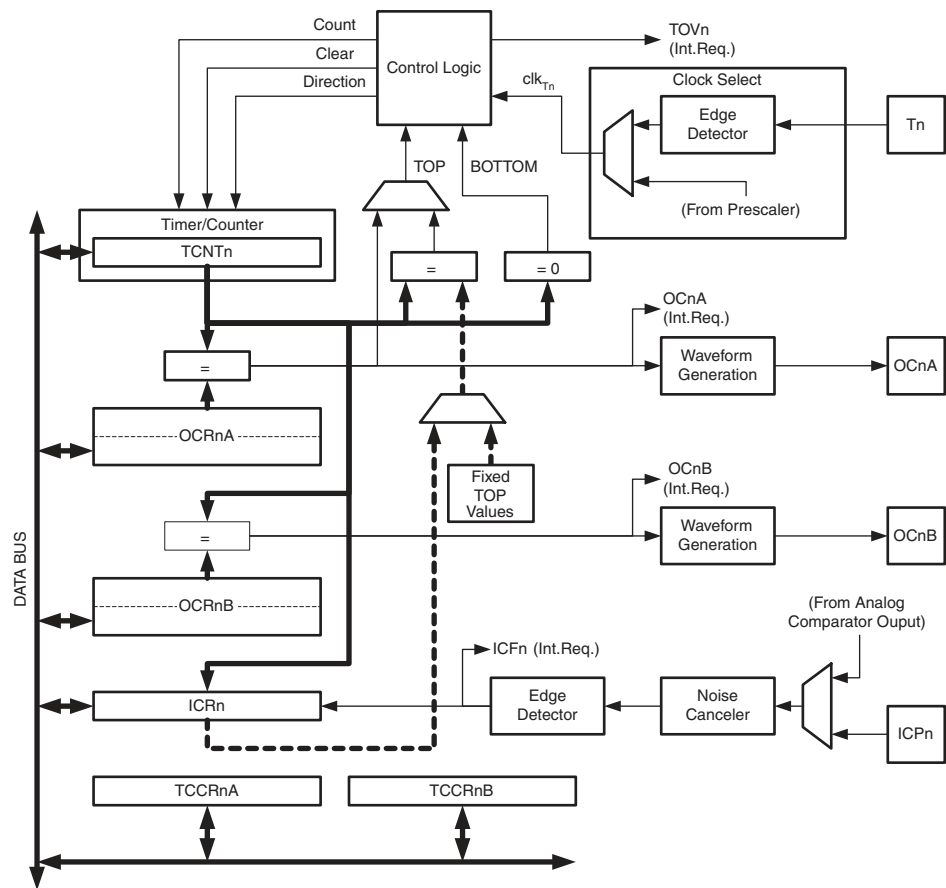 Count
Clear
Direction
Control Logic
TOVn
(Int.Req.)
clkTn
Clock Select
Edge
Detector
Tn
(From Prescaler)
TOP
BOTTOM
Timer/Counter
TCNTn
=
= 0
OCnA
(Int.Req.)
=
Waveform
Generation
OCnA
OCRnA
Fixed
TOP
Values
OCnB
(Int.Req.)
=
Waveform
Generation
OCnB
OCRnB
DATA BUS
(From Analog
Comparator Ouput)
ICFn (Int.Req.)
ICRn
Edge
Detector
Noise
Canceler
ICPn
TCCRnA
TCCRnB